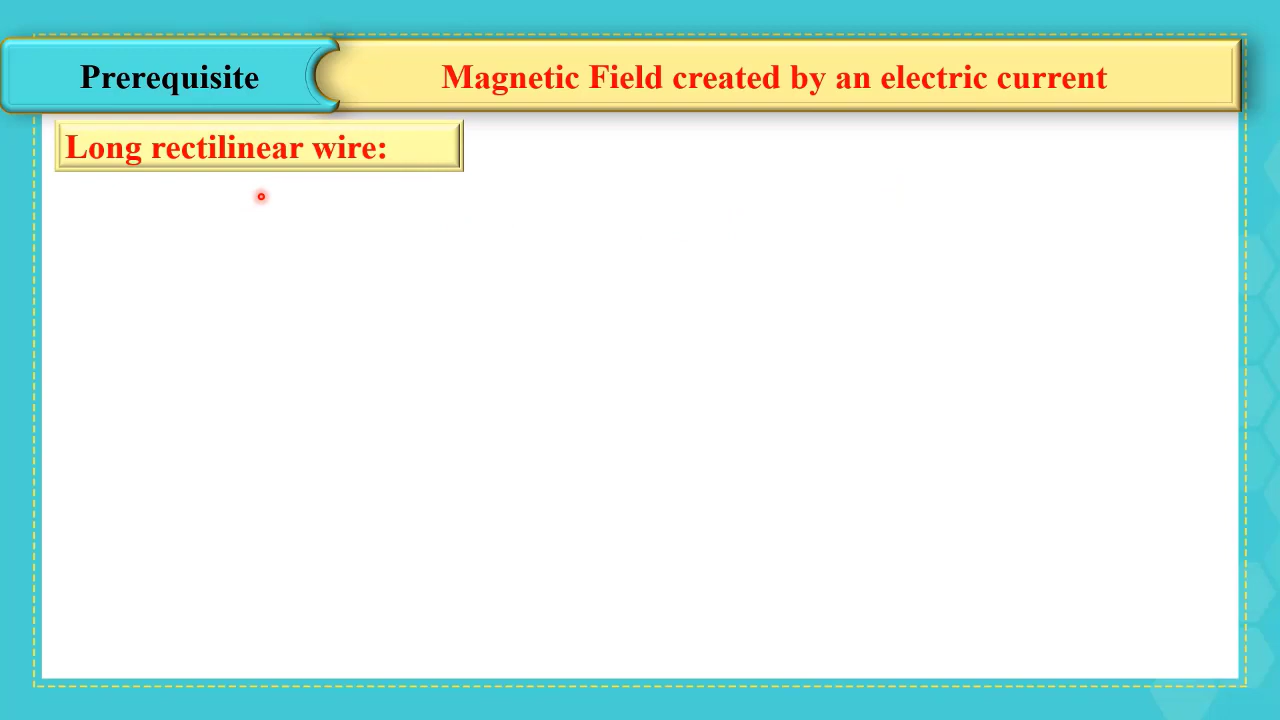 Prerequisite
Magnetic Field created by an electric current
Long rectilinear wire: